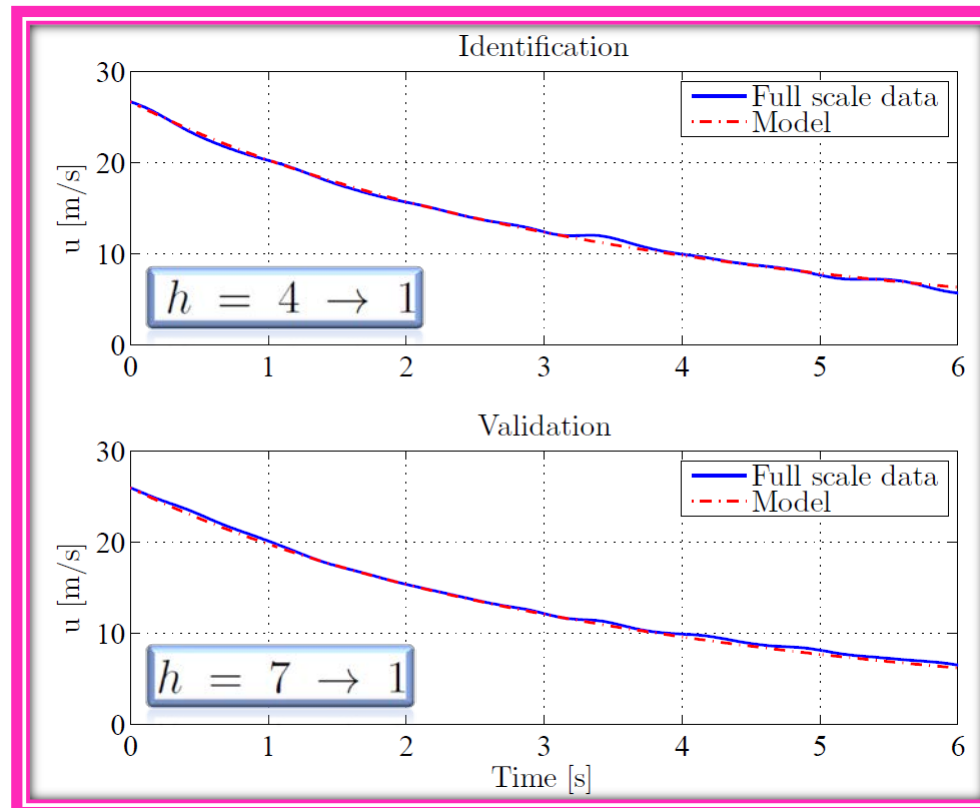 Identification
30
20
10
0
u [m/s]
Full scale data
Model
h = 4 → 1
0 1 2 3 4 5 6
Validation
30
20
10
0
u [m/s]
Full scale data
Model
h = 7 → 1
0 1 2 3 4 5 6
Time [s]